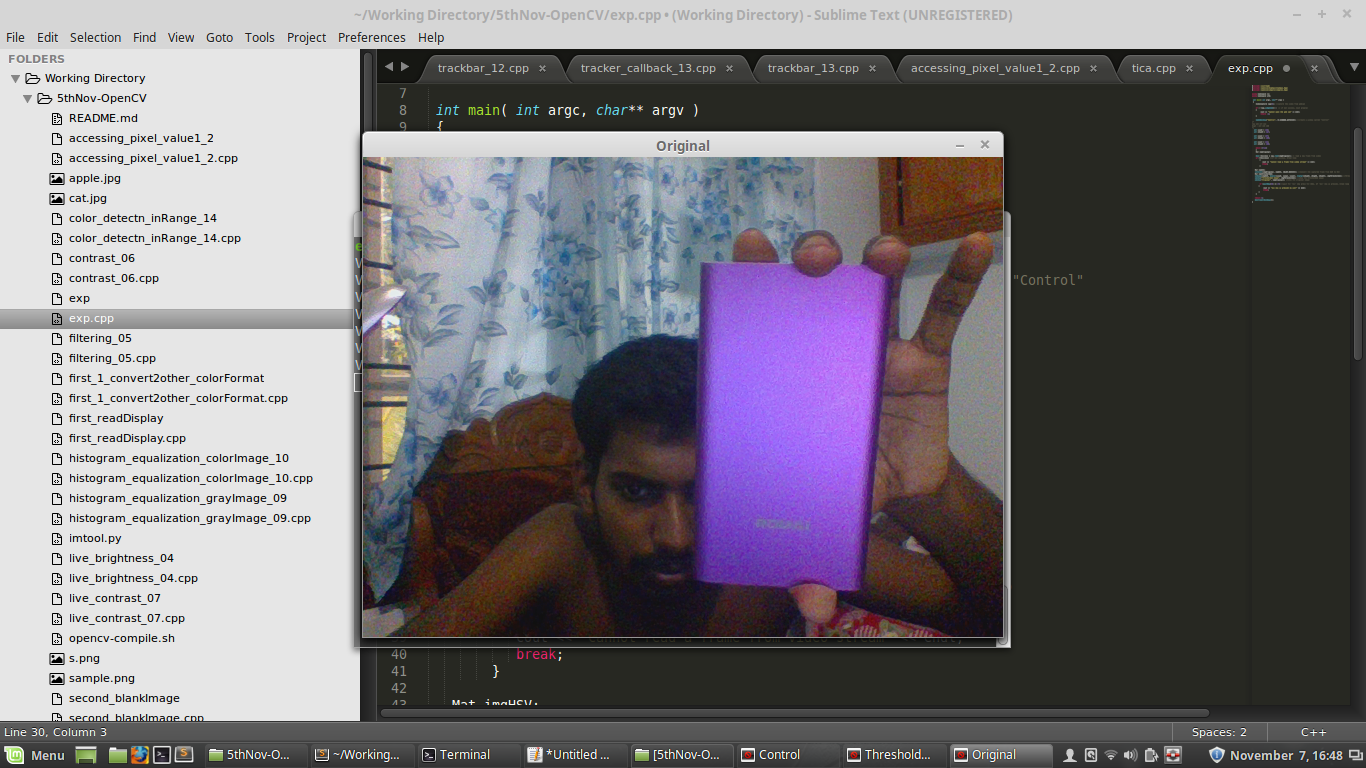 ~/Working Directory/5thNov-OpenCV/exp.cpp • (Working Directory) - Sublime Text (UNREGISTERED)
File Edit Selection Find View Goto Tools Project Preferences Help
FOLDERS
Working Directory
5thNov-OpenCV
README.md
accessing_pixel_value1_2
accessing_pixel_value1_2.cpp
apple.jpg
cat.jpg
color_detectn_inRange_14
color_detectn_inRange_14.cpp
contrast_06
contrast_06.cpp
exp
exp.cpp
filtering_05
filtering_05.cpp
first_1_convert2other_colorFormat
first_1_convert2other_colorFormat.cpp
first_readDisplay
first_readDisplay.cpp
histogram_equalization_colorImage_10
histogram_equalization_colorImage_10.cpp
histogram_equalization_grayImage_09
histogram_equalization_grayImage_09.cpp
imtool.py
live_brightness_04
live_brightness_04.cpp
live_contrast_07
live_contrast_07.cpp
opencv-compile.sh
s.png
sample.png
second_blankImage
second_blankImage.cpp
trackbar_12.cpp tracker_callback_13.cpp trackbar_13.cpp accessing_pixel_value1_2.cpp tica.cpp exp.cpp
7
8 int main( int argc, char** argv )
9 {
Original
"Control"
40 break;
41 }
42
43 Mat imgHSV;
Line 30, Column 3 Spaces: 2 C++
Menu 5thNov-O... ~/Working... Terminal *Untitled ... [5thNov-O... Control Threshold... Original November 7, 16:48